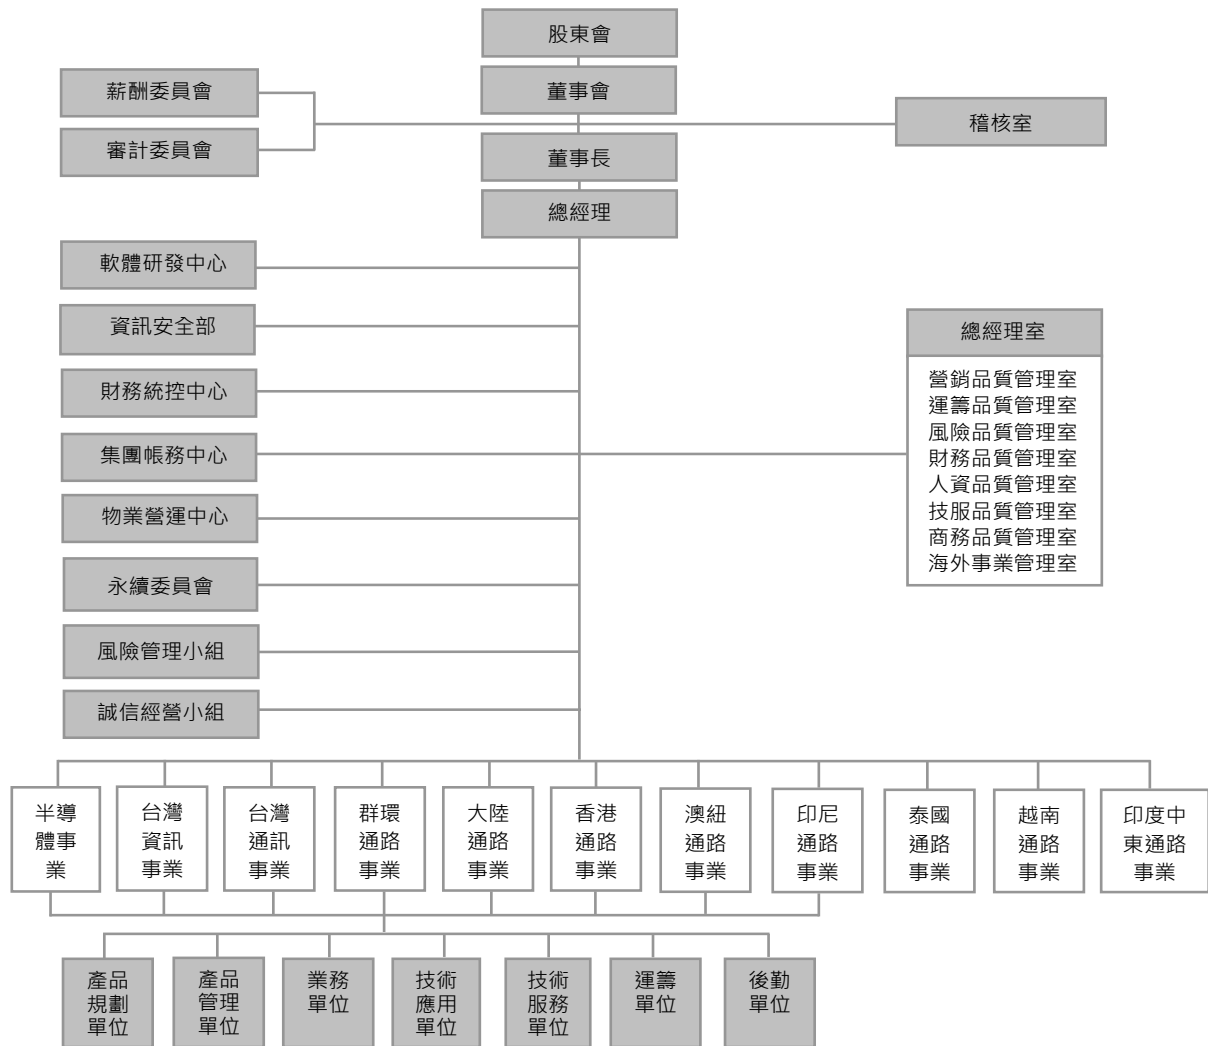 股東會
董事會
薪酬委員會
審計委員會
稽核室
董事長
總經理
軟體研發中心
資訊安全部
財務統控中心
集團帳務中心
物業營運中心
永續委員會
風險管理小組
誠信經營小組
總經理室
營銷品質管理室
運籌品質管理室
風險品質管理室
財務品質管理室
人資品質管理室
技服品質管理室
商務品質管理室
海外事業管理室
半導
體事
業
台灣
資訊
事業
台灣
通訊
事業
群環
通路
事業
大陸
通路
事業
香港
通路
事業
澳紐
通路
事業
印尼
通路
事業
泰國
通路
事業
越南
通路
事業
印度中
東通路
事業
產品
規劃
單位
產品
管理
單位
業務
單位
技術
應用
單位
技術
服務
單位
運籌
單位
後勤
單位